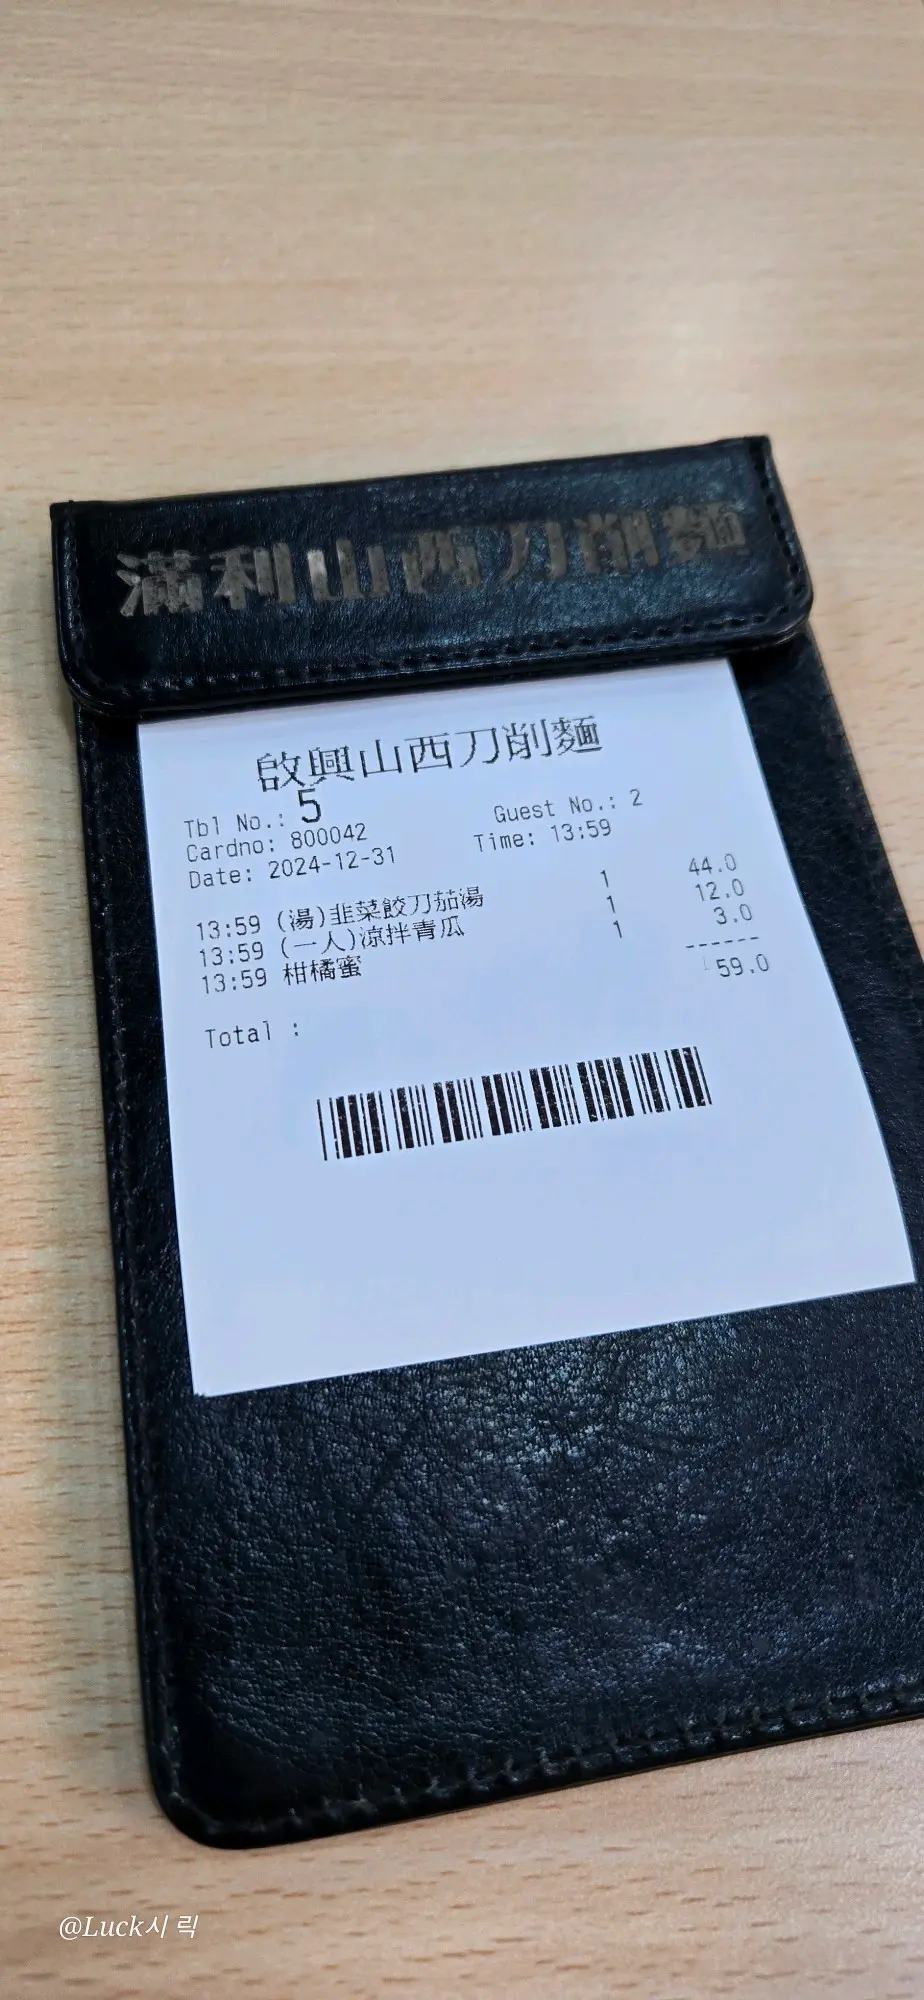 滿利山西刀削麵
啟興山西刀削麵
Tbl No.: 5 Guest No.: 2
Cardno: 800042 Time: 13:59
Date: 2024-12-31
13:59 (湯)韭菜餃刀茄湯 1 44.0
13:59 (一人)涼拌青瓜 1 12.0
13:59 柑橘蜜 1 3.0
------
Total : 59.0
@Luck시 릭